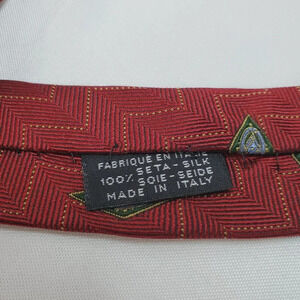 FABRIQUE EN ITALIE
SETA - SILK
100% SOIE - SEIDE
MADE IN ITALY